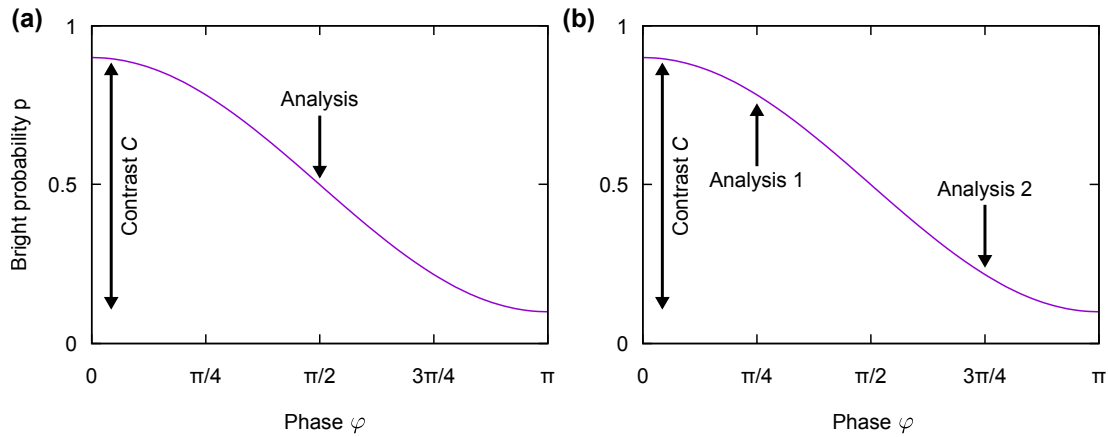 (a)
1
0.5
0
Bright probability p
Contrast C
Analysis
0 π/4 π/2 3π/4 π
Phase φ
(b)
1
0.5
0
Contrast C
Analysis 1
Analysis 2
0 π/4 π/2 3π/4 π
Phase φ